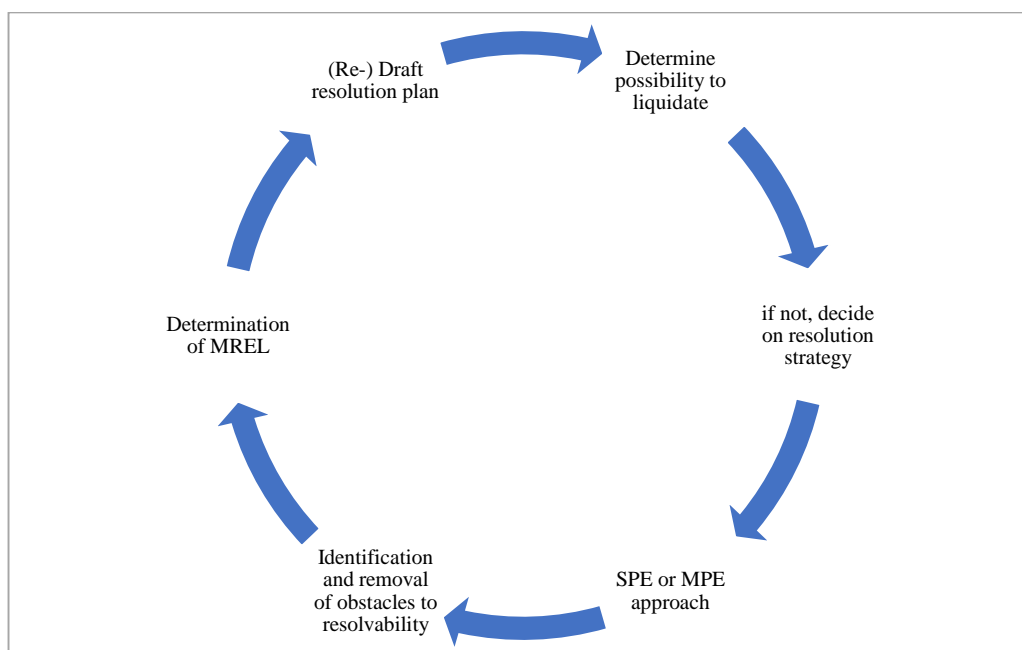 (Re-) Draft
resolution plan
Determine
possibility to
liquidate
if not, decide
on resolution
strategy
SPE or MPE
approach
Identification
and removal
of obstacles to
resolvability
Determination
of MREL